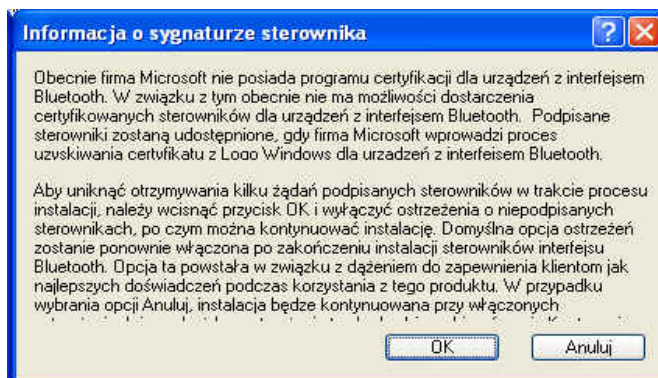 Informacja o sygnaturze sterownika
Obecnie firma Microsoft nie posiada programu certyfikacji dla urządzeń z interfejsem
Bluetooth. W związku z tym obecnie nie ma możliwości dostarczenia
certyfikowanych sterowników dla urządzeń z interfejsem Bluetooth. Podpisane
sterowniki zostaną udostępnione, gdy firma Microsoft wprowadzi proces
uzyskiwania certyfikatu z Logo Windows dla urządzeń z interfejsem Bluetooth.
Aby uniknąć otrzymywania kilku żądań podpisanych sterowników w trakcie procesu
instalacji, należy wcisnąć przycisk OK i wyłączyć ostrzeżenia o niepodpisanych
sterownikach, po czym można kontynuować instalację. Domyślna opcja ostrzeżeń
zostanie ponownie włączona po zakończeniu instalacji sterowników interfejsu
Bluetooth. Opcja ta powstała w związku z dążeniem do zapewnienia klientom jak
najlepszych doświadczeń podczas korzystania z tego produktu. W przypadku
wybrania opcji Anuluj, instalacja będze kontynuowana przy włączonych
OK
Anuluj